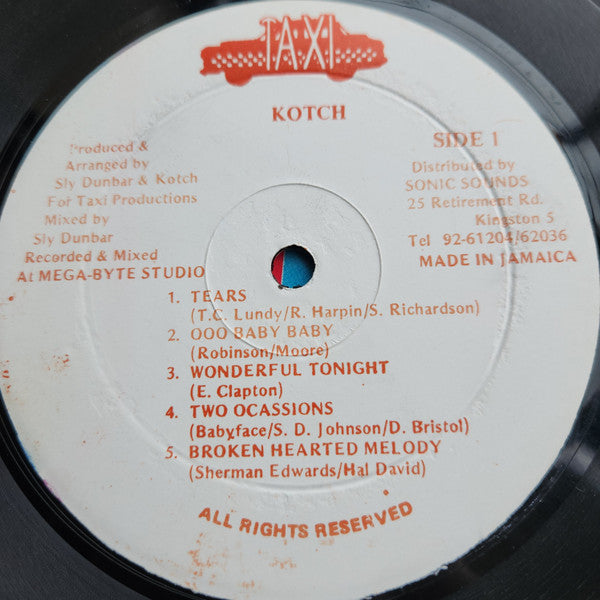 TAXI
KOTCH
Produced &
Arranged by
Sly Dunbar & Kotch
For Taxi Productions
Mixed by
Sly Dunbar
Recorded & Mixed
At MEGA-BYTE STUDIO
SIDE 1
Distributed by
SONIC SOUNDS
25 Retirement Rd.
Kingston 5
Tel 92-61204/62036
MADE IN JAMAICA
1. TEARS
(T.C. Lundy/R. Harpin/S. Richardson)
2. OOO BABY BABY
(Robinson/Moore)
3. WONDERFUL TONIGHT
(E. Clapton)
4. TWO OCASSIONS
(Babyface/S. D. Johnson/D. Bristol)
5. BROKEN HEARTED MELODY
(Sherman Edwards/Hal David)
ALL RIGHTS RESERVED